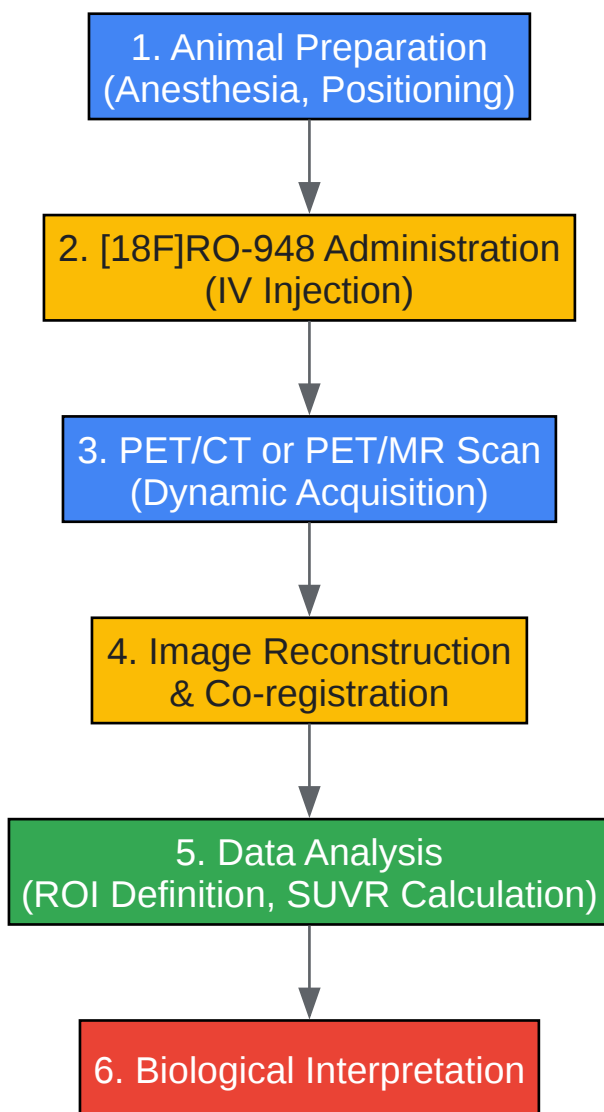 1. Animal Preparation
(Anesthesia, Positioning)
2. [18F]RO-948 Administration
(IV Injection)
3. PET/CT or PET/MR Scan
(Dynamic Acquisition)
4. Image Reconstruction
& Co-registration
5. Data Analysis
(ROI Definition, SUVR Calculation)
6. Biological Interpretation